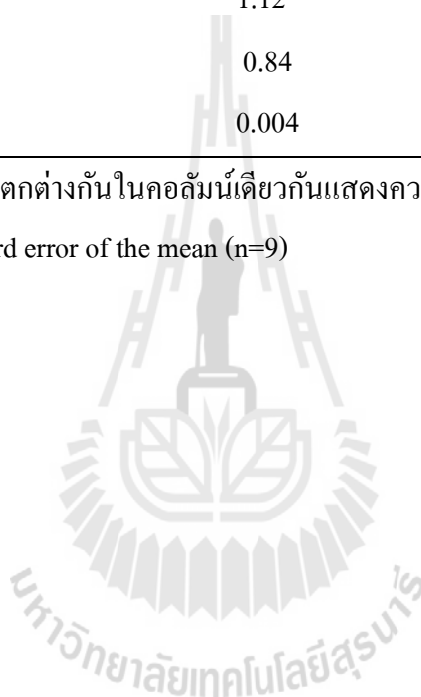 1.12
0.84
0.004
ตกต่างกันในคอลัมน์เดียวกันแสดงคว
rd error of the mean (n=9)
มหาวิทยาลัยเทคโนโลยีสุรนารี